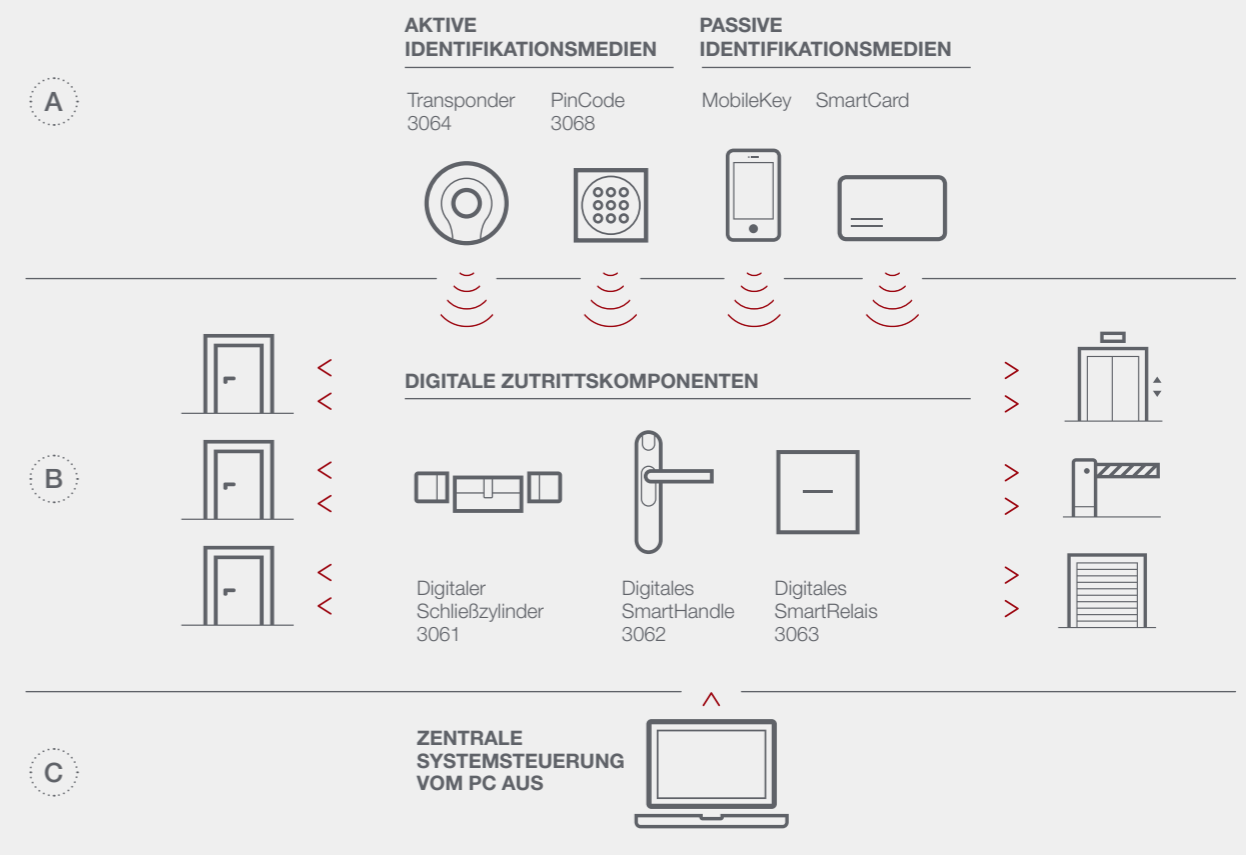 AKTIVE
IDENTIFIKATIONSMEDIEN
PASSIVE
IDENTIFIKATIONSMEDIEN
A
Transponder
3064
PinCode
3068
MobileKey
SmartCard
DIGITALE ZUTRITTSKOMPONENTEN
B
Digitaler
Schließzylinder
3061
Digitales
SmartHandle
3062
Digitales
SmartRelais
3063
C
ZENTRALE
SYSTEMSTEUERUNG
VOM PC AUS